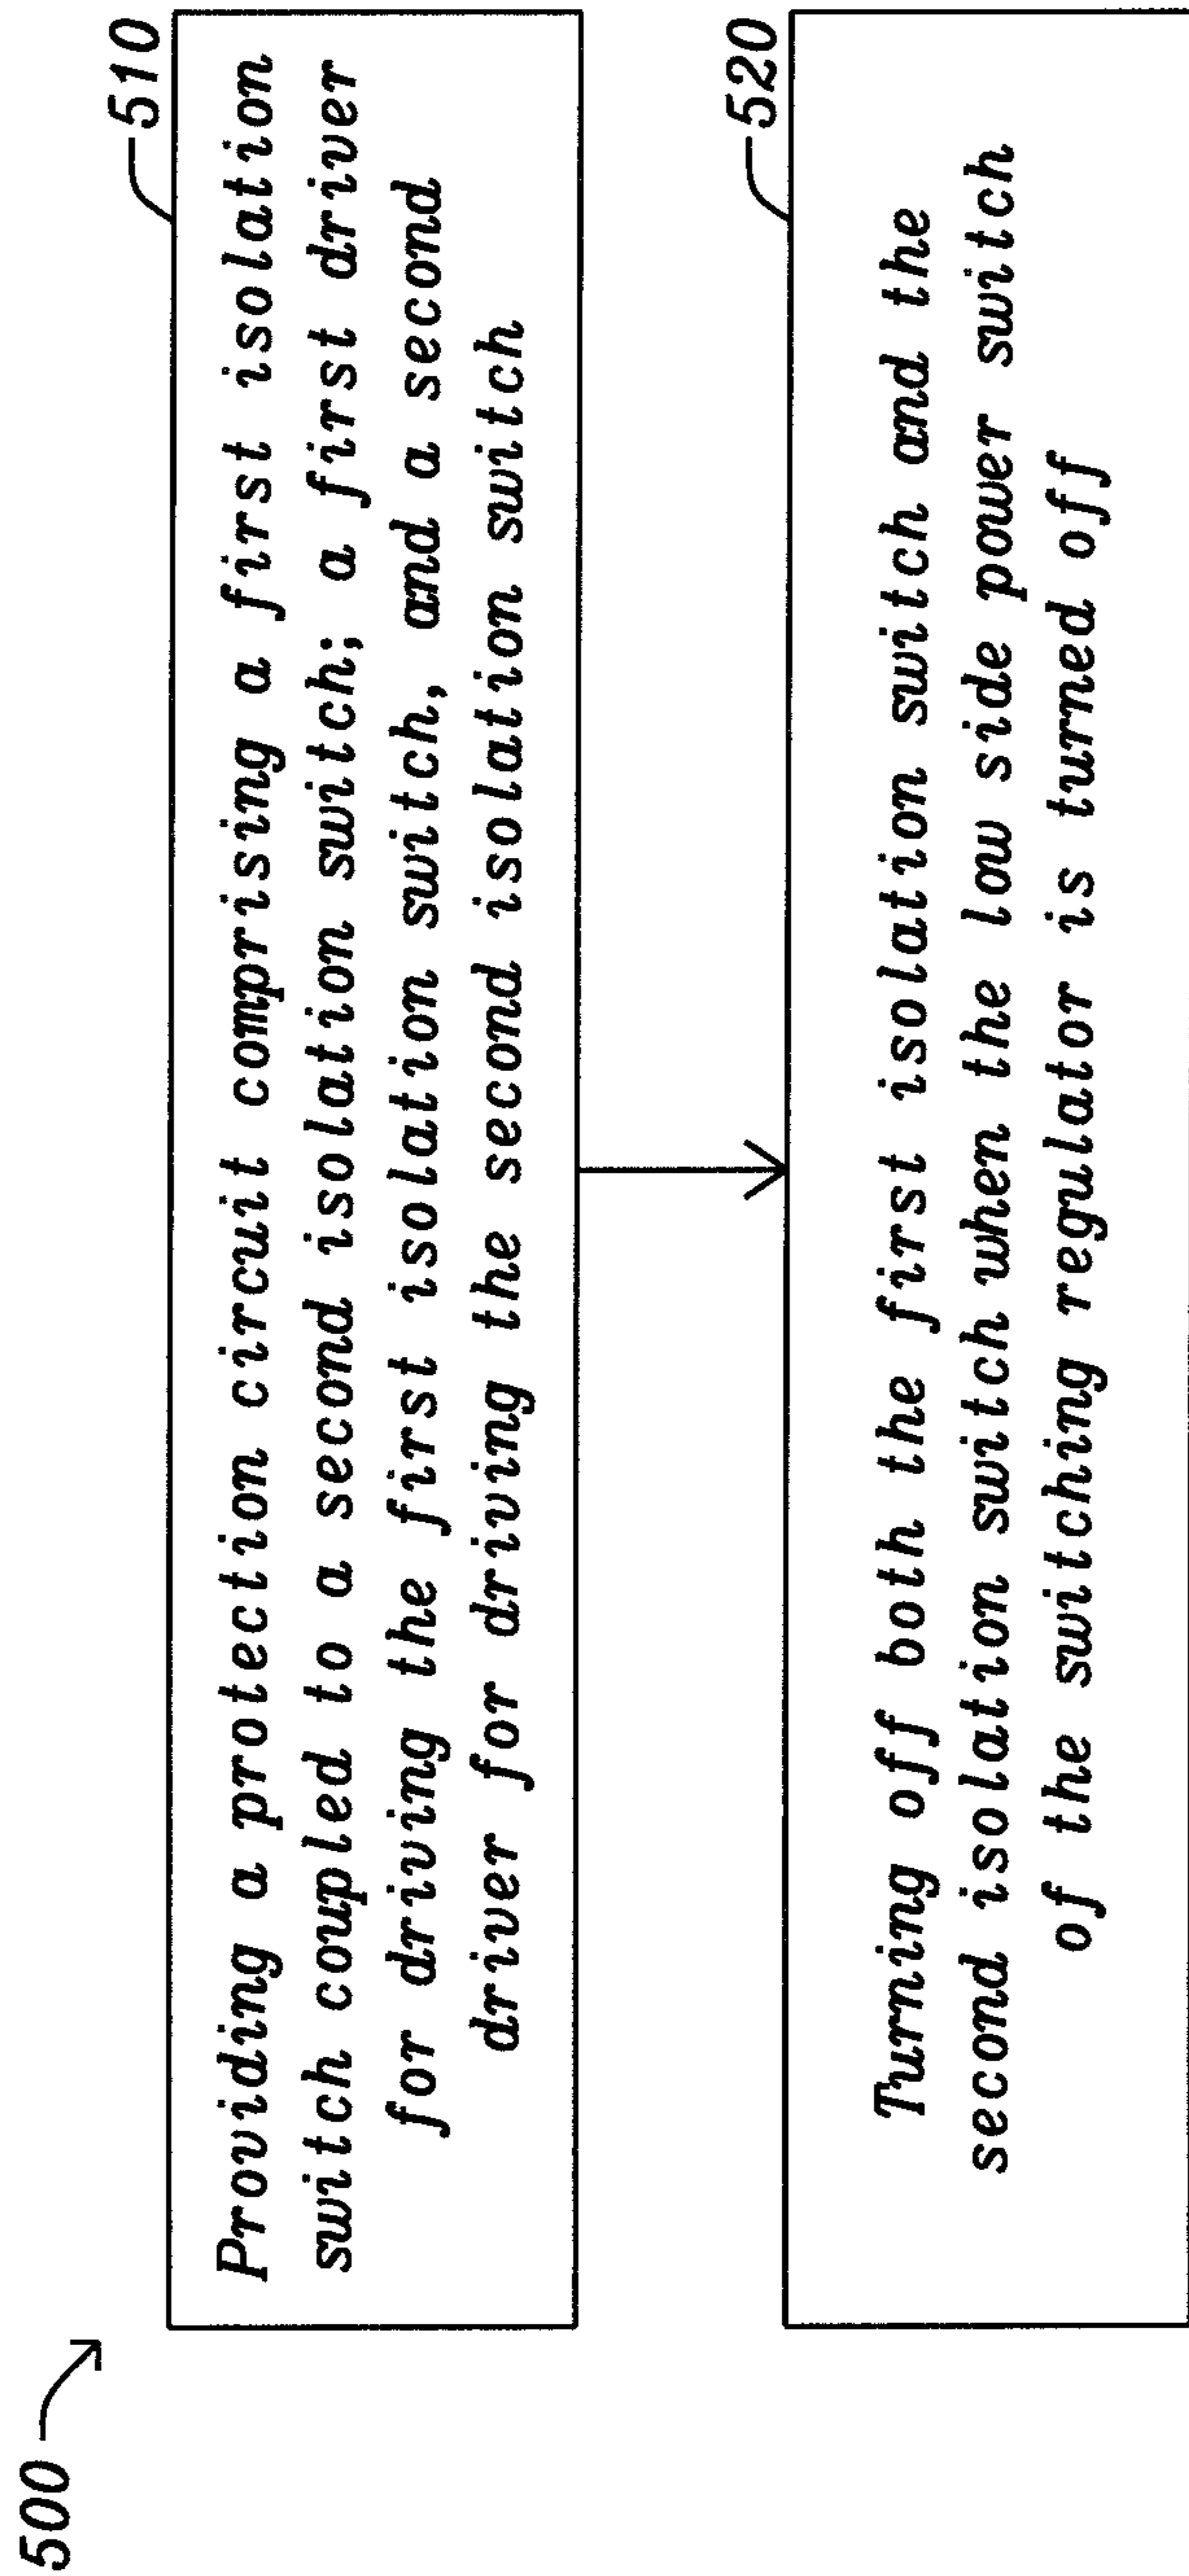 500
510
Providing a protection circuit comprising a first isolation
switch coupled to a second isolation switch; a first driver
for driving the first isolation switch, and a second
driver for driving the second isolation switch
520
Turning off both the first isolation switch and the
second isolation switch when the low side power switch
of the switching regulator is turned off